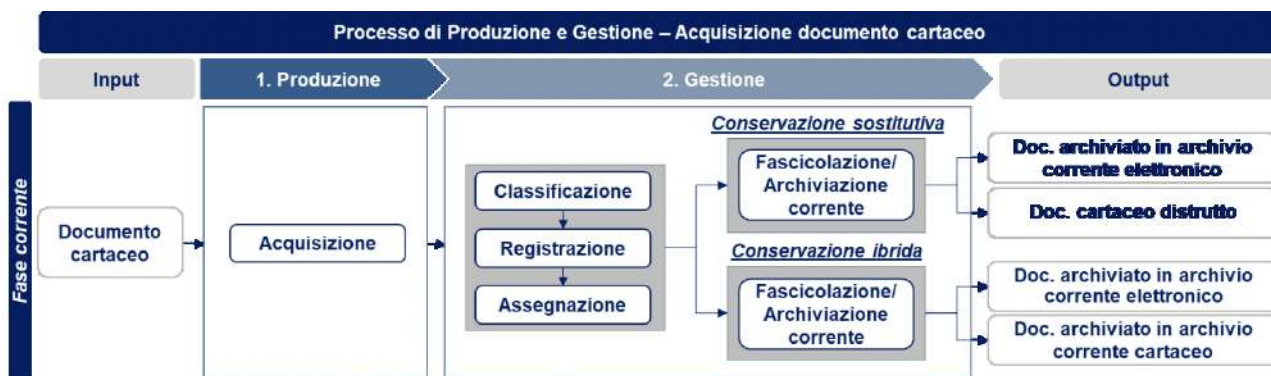 Processo di Produzione e Gestione – Acquisizione documento cartaceo
Input
1. Produzione
2. Gestione
Output
Fase corrente
Documento
cartaceo
Acquisizione
Classificazione
Registrazione
Assegnazione
Conservazione sostitutiva
Fascicolazione/
Archiviazione
corrente
Conservazione ibrida
Fascicolazione/
Archiviazione
corrente
Doc. archiviato in archivio
corrente elettronico
Doc. cartaceo distrutto
Doc. archiviato in archivio
corrente elettronico
Doc. archiviato in archivio
corrente cartaceo